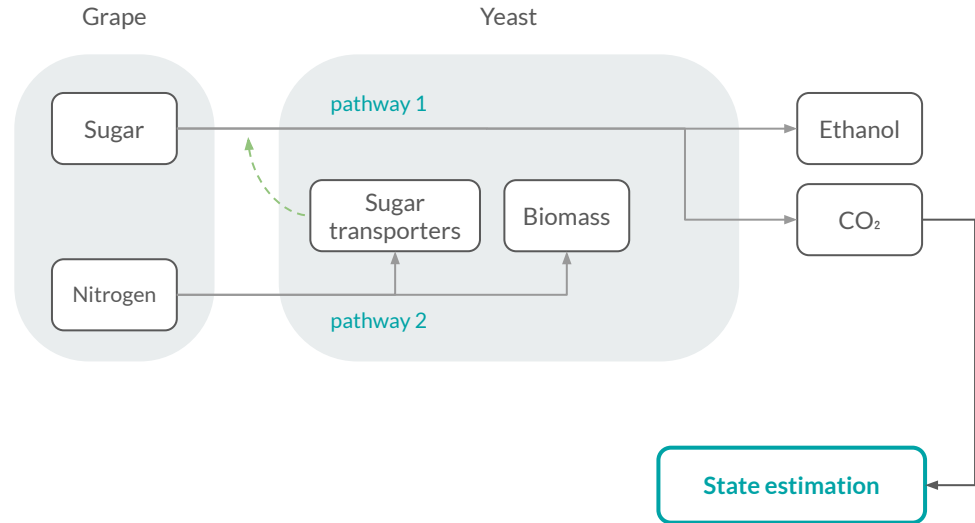 Grape
Yeast
pathway 1
Sugar
Ethanol
Sugar
transporters
Biomass
CO₂
Nitrogen
pathway 2
State estimation